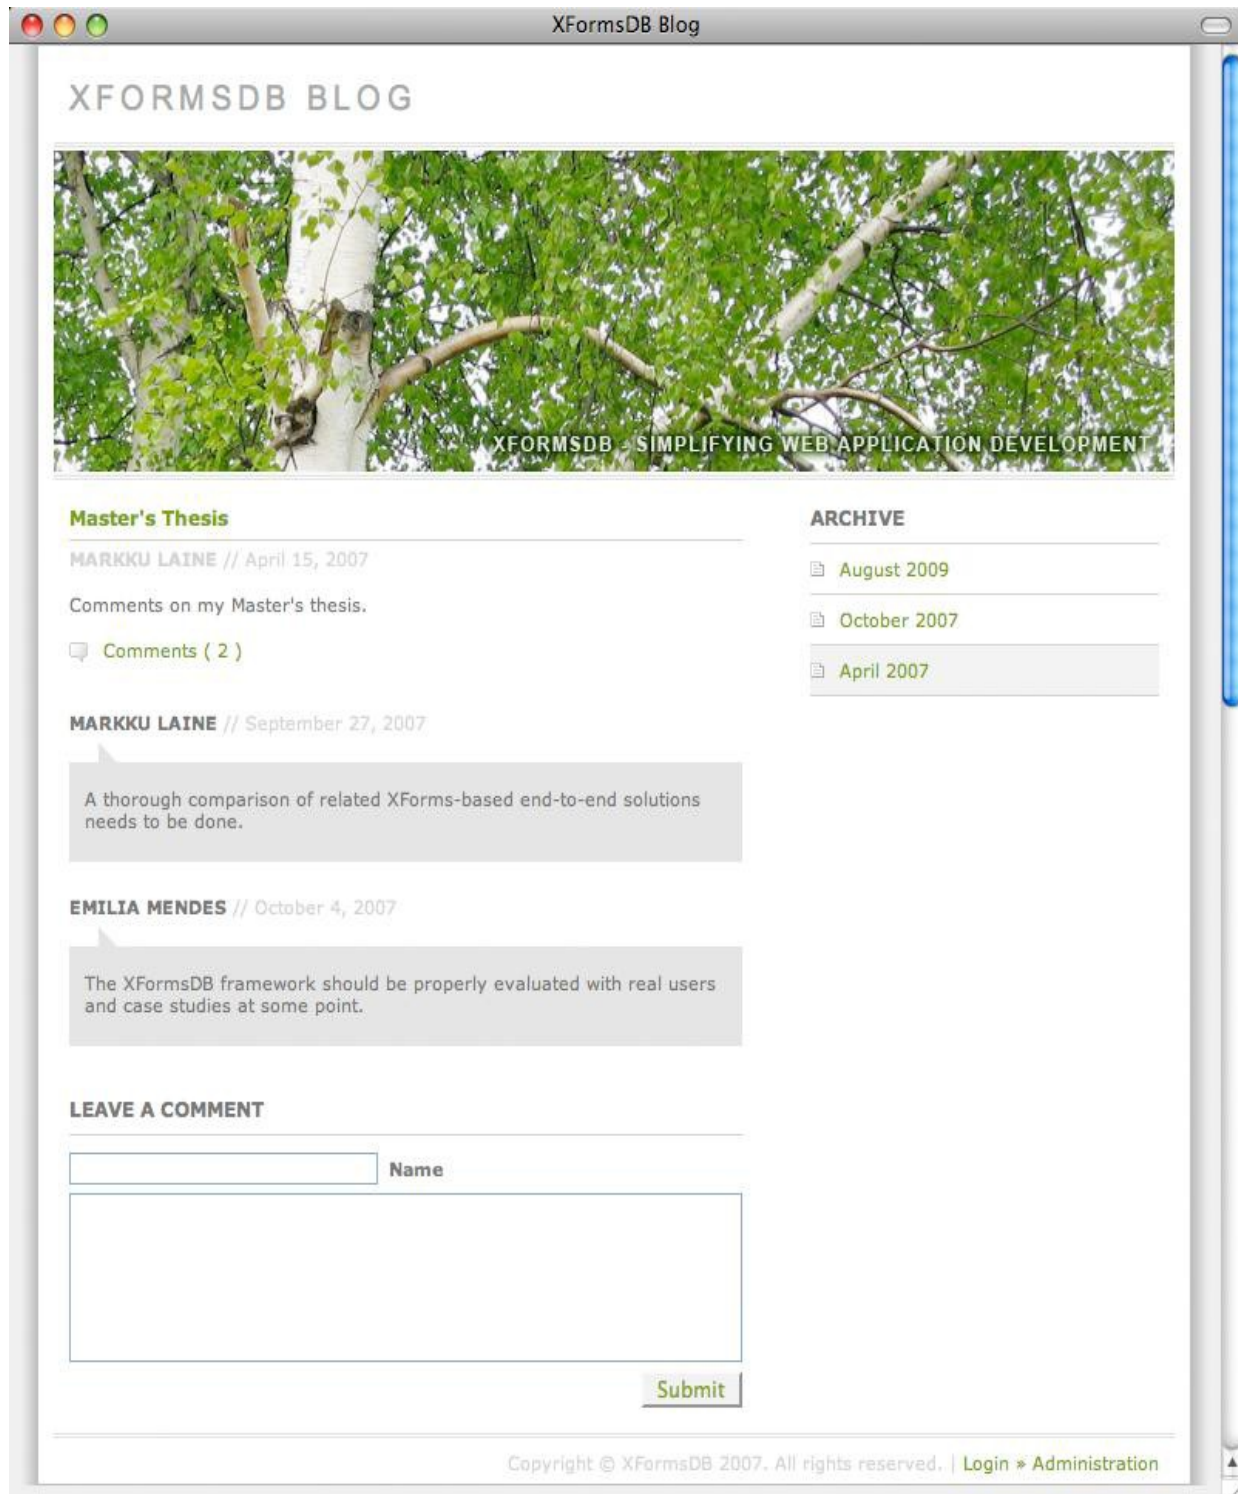 XFormsDB Blog
XFORMSDB BLOG
XFORMSDB - SIMPLIFYING WEB APPLICATION DEVELOPMENT
Master's Thesis
MARKKU LAINE // April 15, 2007
Comments on my Master's thesis.
Comments ( 2 )
MARKKU LAINE // September 27, 2007
A thorough comparison of related XForms-based end-to-end solutions
needs to be done.
EMILIA MENDES // October 4, 2007
The XFormsDB framework should be properly evaluated with real users
and case studies at some point.
LEAVE A COMMENT
Name
Submit
ARCHIVE
August 2009
October 2007
April 2007
Copyright © XFormsDB 2007. All rights reserved. | Login » Administration